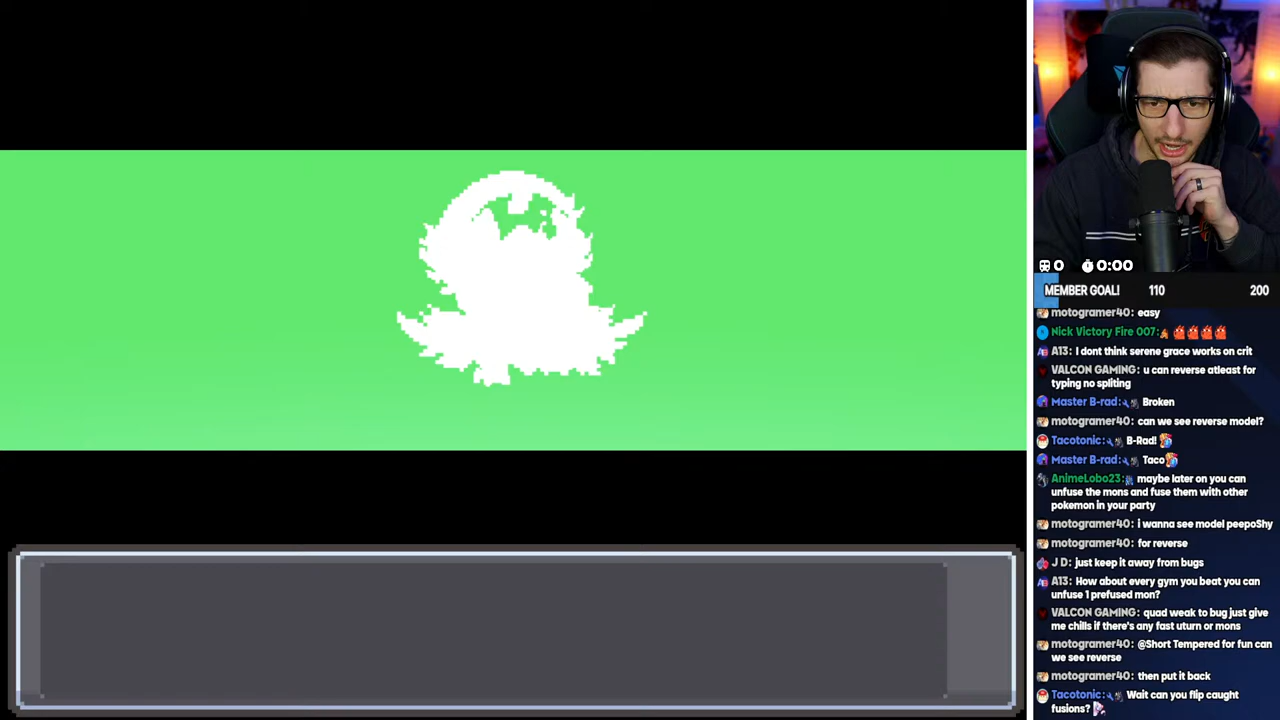 0 0:00
MEMBER GOAL! 110 200
motogramer40: easy
Nick Victory Fire 007:
A13: I dont think serene grace works on crit
VALCON GAMING: u can reverse atleast for
typing no spliting
Master B-rad: Broken
motogramer40: can we see reverse model?
Tacotonic: B-Rad!
Master B-rad: Taco
AnimeLobo23: maybe later on you can
unfuse the mons and fuse them with other
pokemon in your party
motogramer40: i wanna see model peepoShy
motogramer40: for reverse
J D: just keep it away from bugs
A13: How about every gym you beat you can
unfuse 1 prefused mon?
VALCON GAMING: quad weak to bug just give
me chills if there's any fast uturn or mons
motogramer40: @Short Tempered for fun can
we see reverse
motogramer40: then put it back
Tacotonic: Wait can you flip caught
fusions?